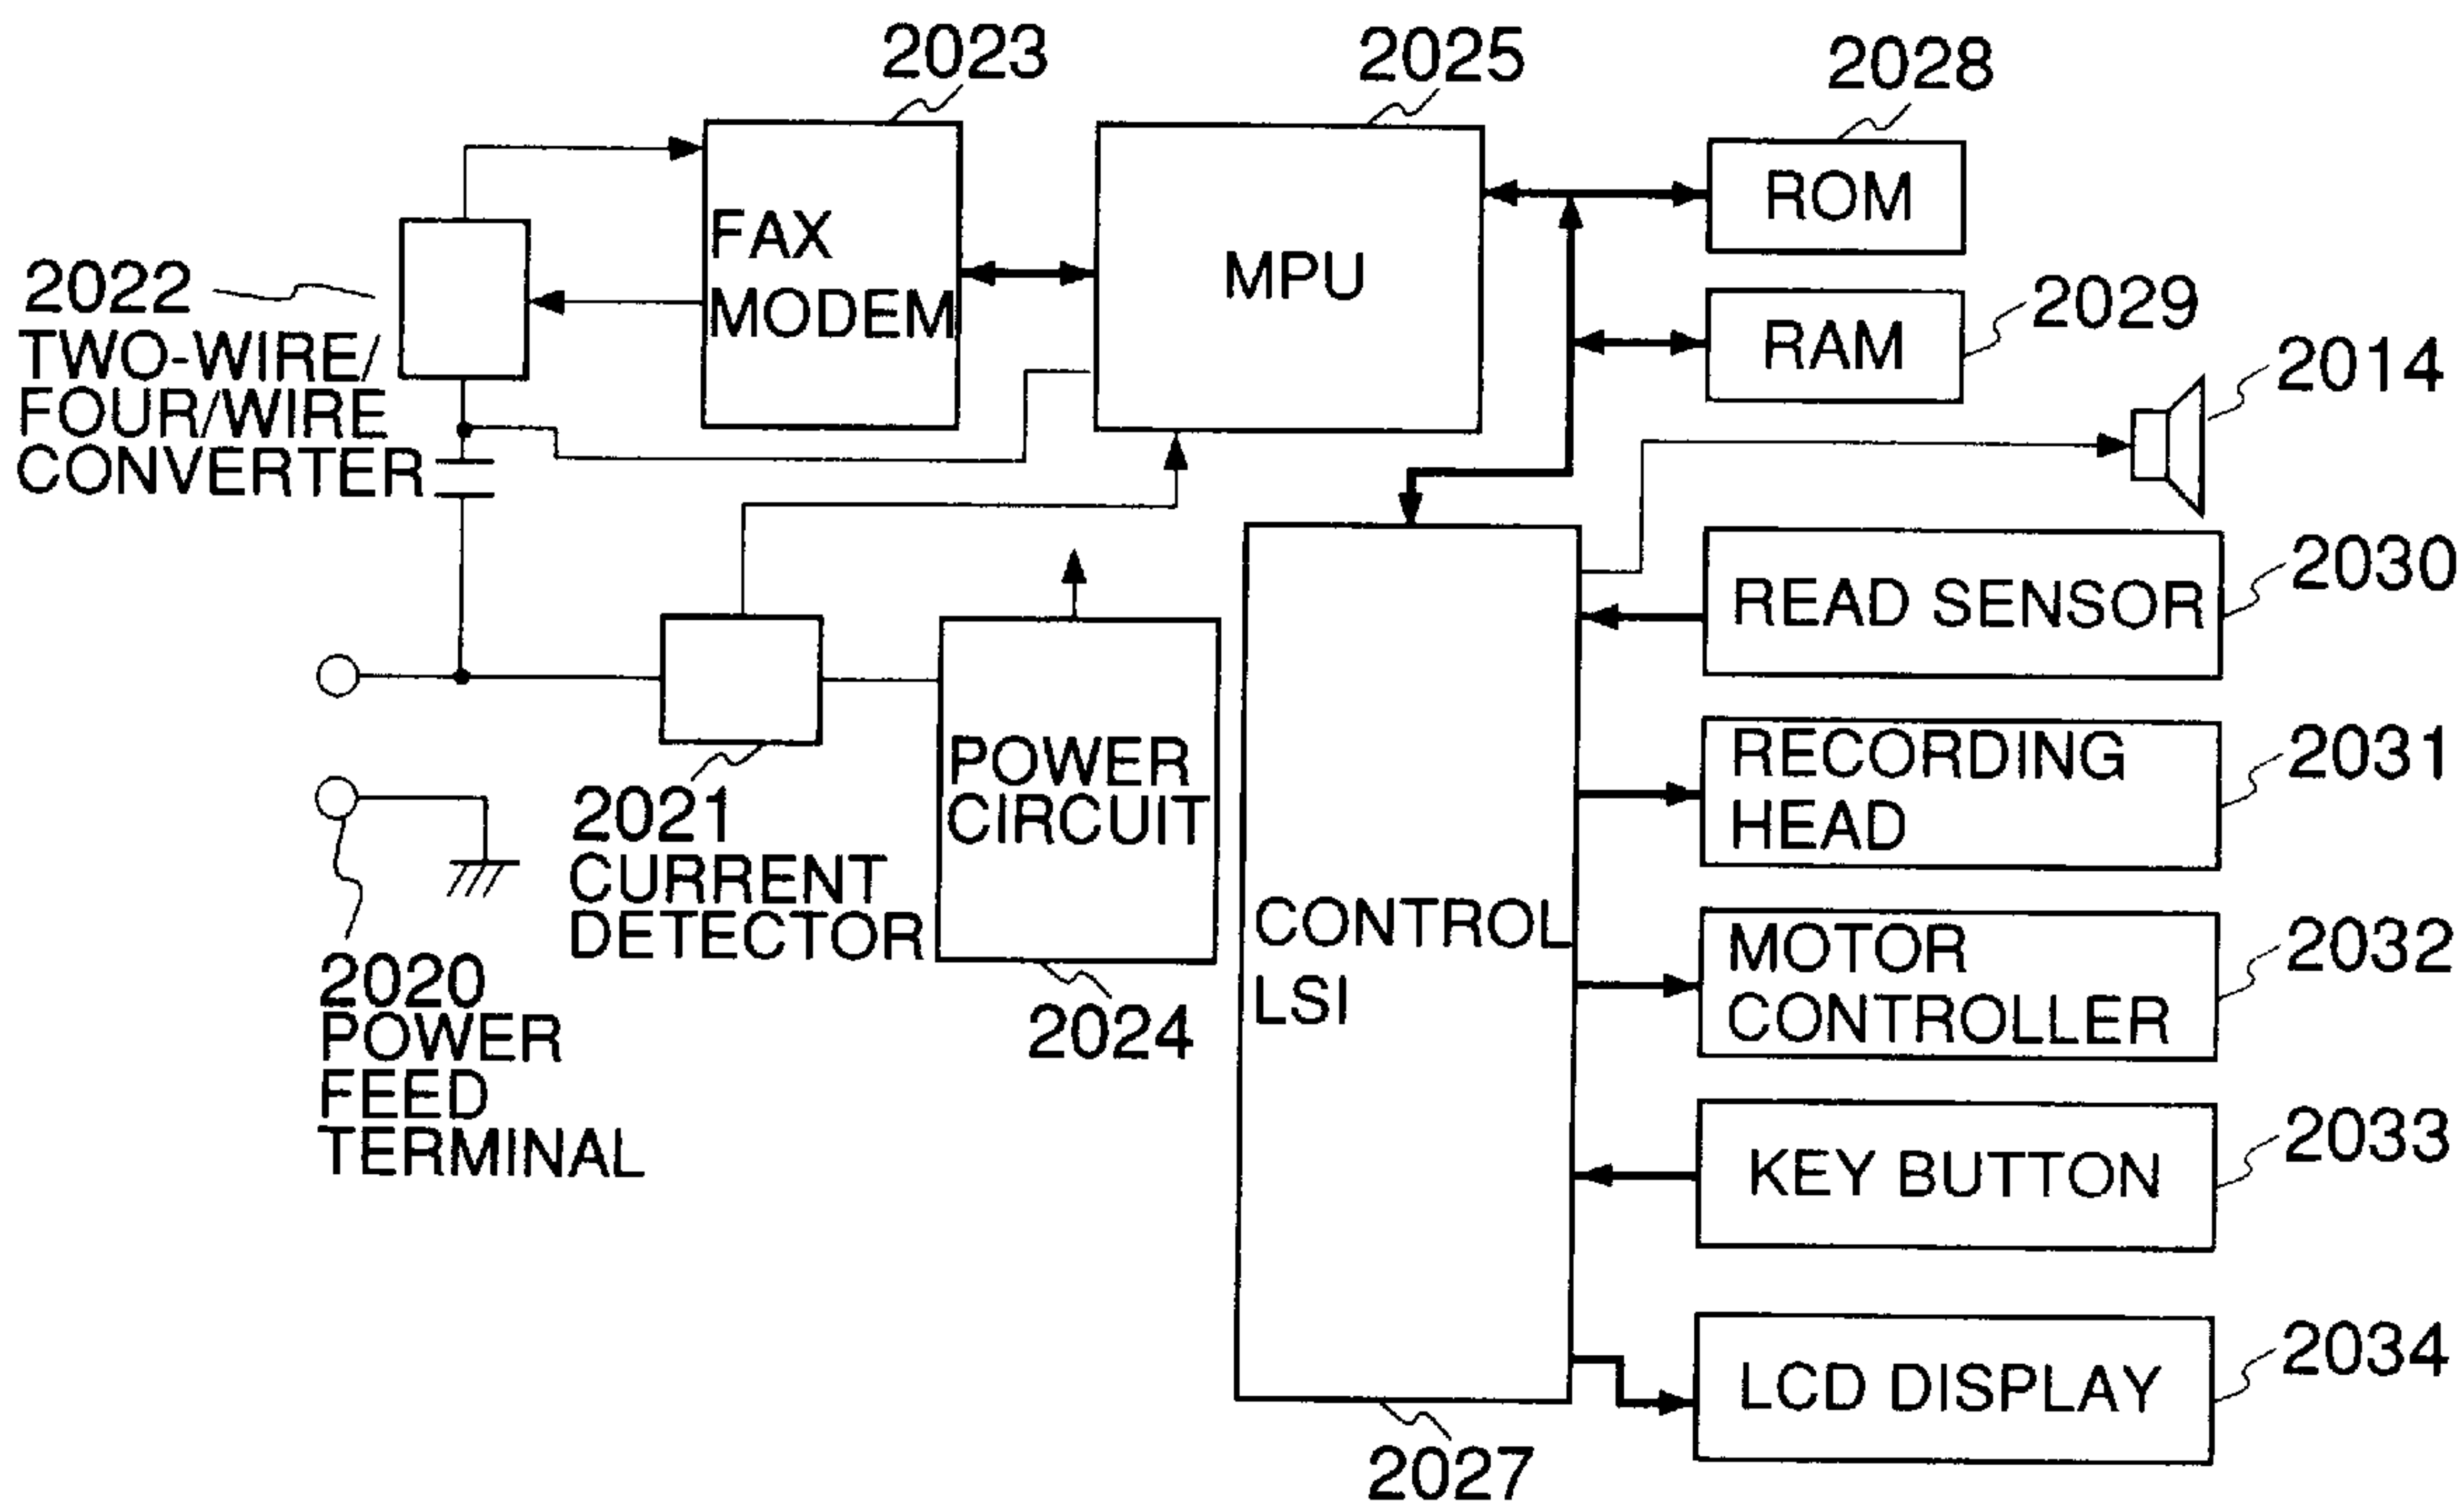 2023
2025
2028
FAX
MODEM
MPU
ROM
2022
TWO-WIRE/
FOUR/WIRE
CONVERTER
RAM
2029
2014
READ SENSOR
2030
POWER
CIRCUIT
2021
CURRENT
DETECTOR
RECORDING
HEAD
2031
CONTROL
LSI
MOTOR
CONTROLLER
2032
2020
POWER
FEED
TERMINAL
2024
KEY BUTTON
2033
LCD DISPLAY
2034
2027